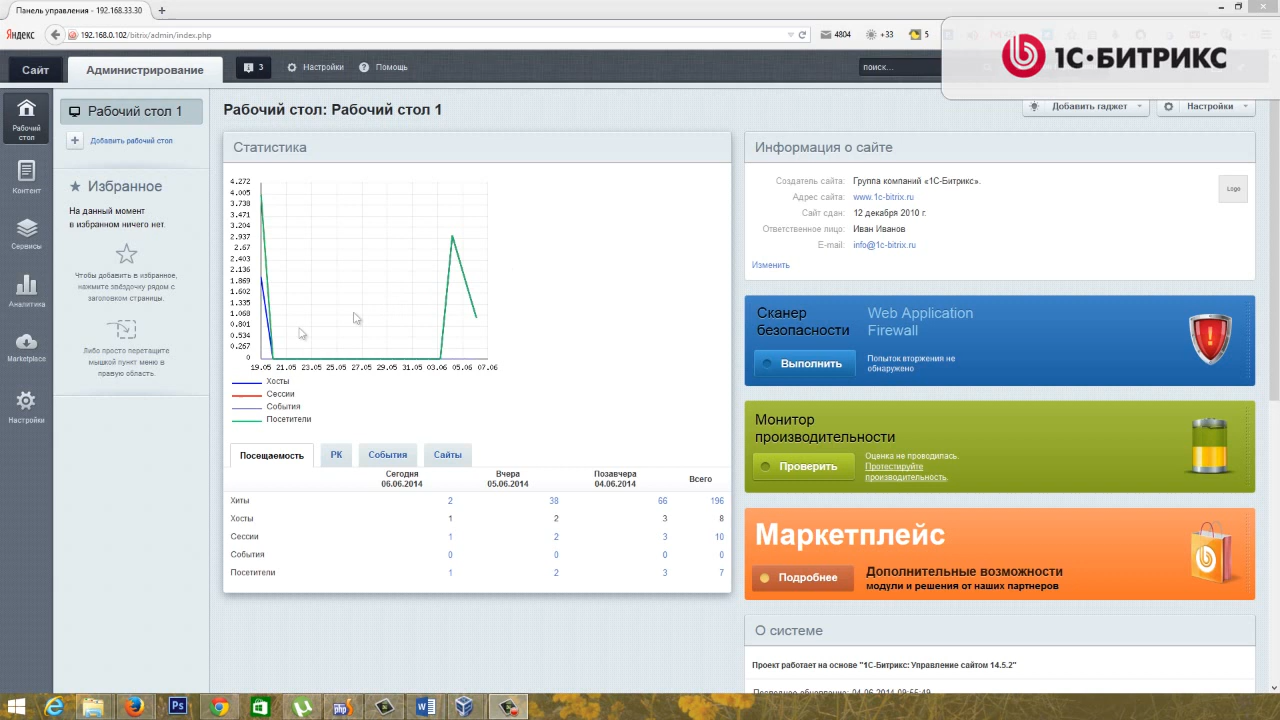 Панель управления - 192.168.33.30
Яндекс
192.168.0.102/bitrix/admin/index.php
4804
+33
5
1С·БИТРИКС
Сайт
Администрирование
3
Настройки
Помощь
поиск...
Рабочий стол
Контент
Сервисы
Аналитика
Marketplace
Настройки
Рабочий стол 1
Добавить рабочий стол
Избранное
На данный момент
в избранном ничего нет.
Чтобы добавить в избранное,
нажмите звёздочку рядом с
заголовком страницы.
Либо просто перетащите
мышкой пункт меню в
правую область.
Рабочий стол: Рабочий стол 1
Добавить гаджет
Настройки
Статистика
4.272
4.005
3.738
3.471
3.204
2.937
2.67
2.403
2.136
1.869
1.602
1.335
1.068
0.801
0.534
0.267
0
19.05 21.05 23.05 25.05 27.05 29.05 31.05 02.06 03.06 05.06 07.06
Хосты
Сессии
События
Посетители
Посещаемость
РК
События
Сайты
Сегодня Вчера Позавчера Всего
06.06.2014 05.06.2014 04.06.2014
Хиты 2 38 66 196
Хосты 1 2 3 8
Сессии 1 2 3 10
События 0 0 0 0
Посетители 1 2 3 7
Информация о сайте
Создатель сайта: Группа компаний «1С-Битрикс».
Адрес сайта: www.1c-bitrix.ru
Сайт сдан: 12 декабря 2010 г.
Ответственное лицо: Иван Иванов
E-mail: info@1c-bitrix.ru
Logo
Изменить
Сканер
безопасности
Web Application
Firewall
Выполнить
Попыток вторжения не
обнаружено
Монитор
производительности
Проверить
Оценка не проводилась.
Протестируйте
производительность.
Маркетплейс
Подробнее
Дополнительные возможности
модули и решения от наших партнеров
О системе
Проект работает на основе "1С-Битрикс: Управление сайтом 14.5.2"
Последнее обновление: 04.06.2014 09:55:49